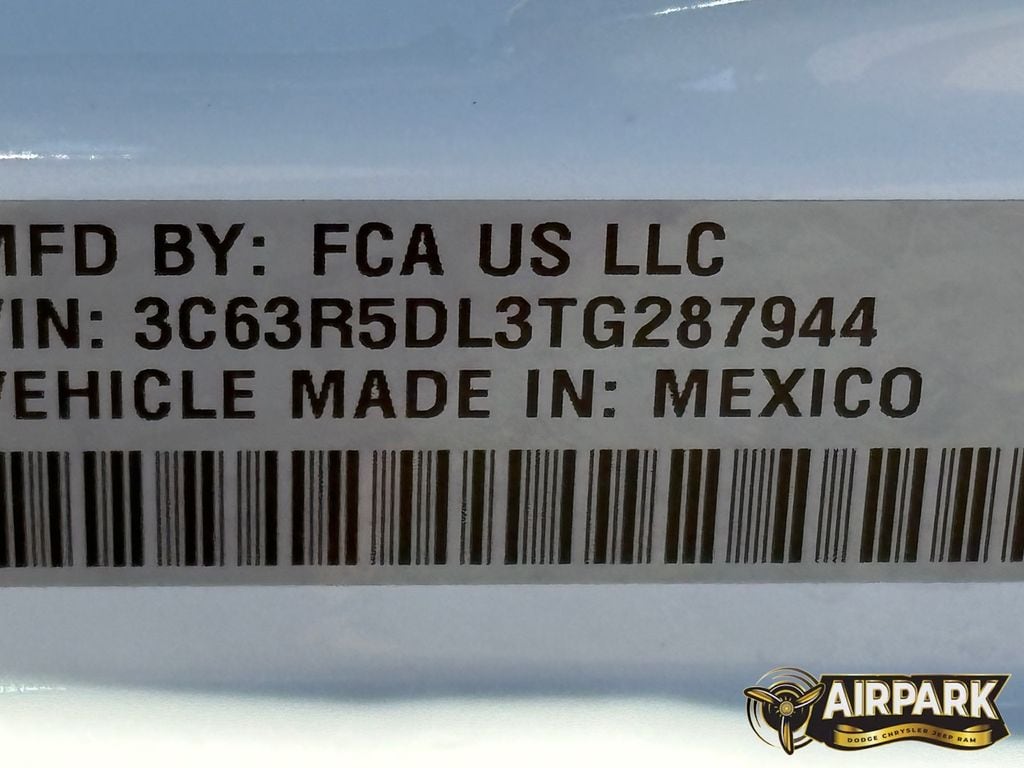 MFD BY: FCA US LLC
VIN: 3C63R5DL3TG287944
VEHICLE MADE IN: MEXICO
AIRPARK
DODGE CHRYSLER JEEP RAM